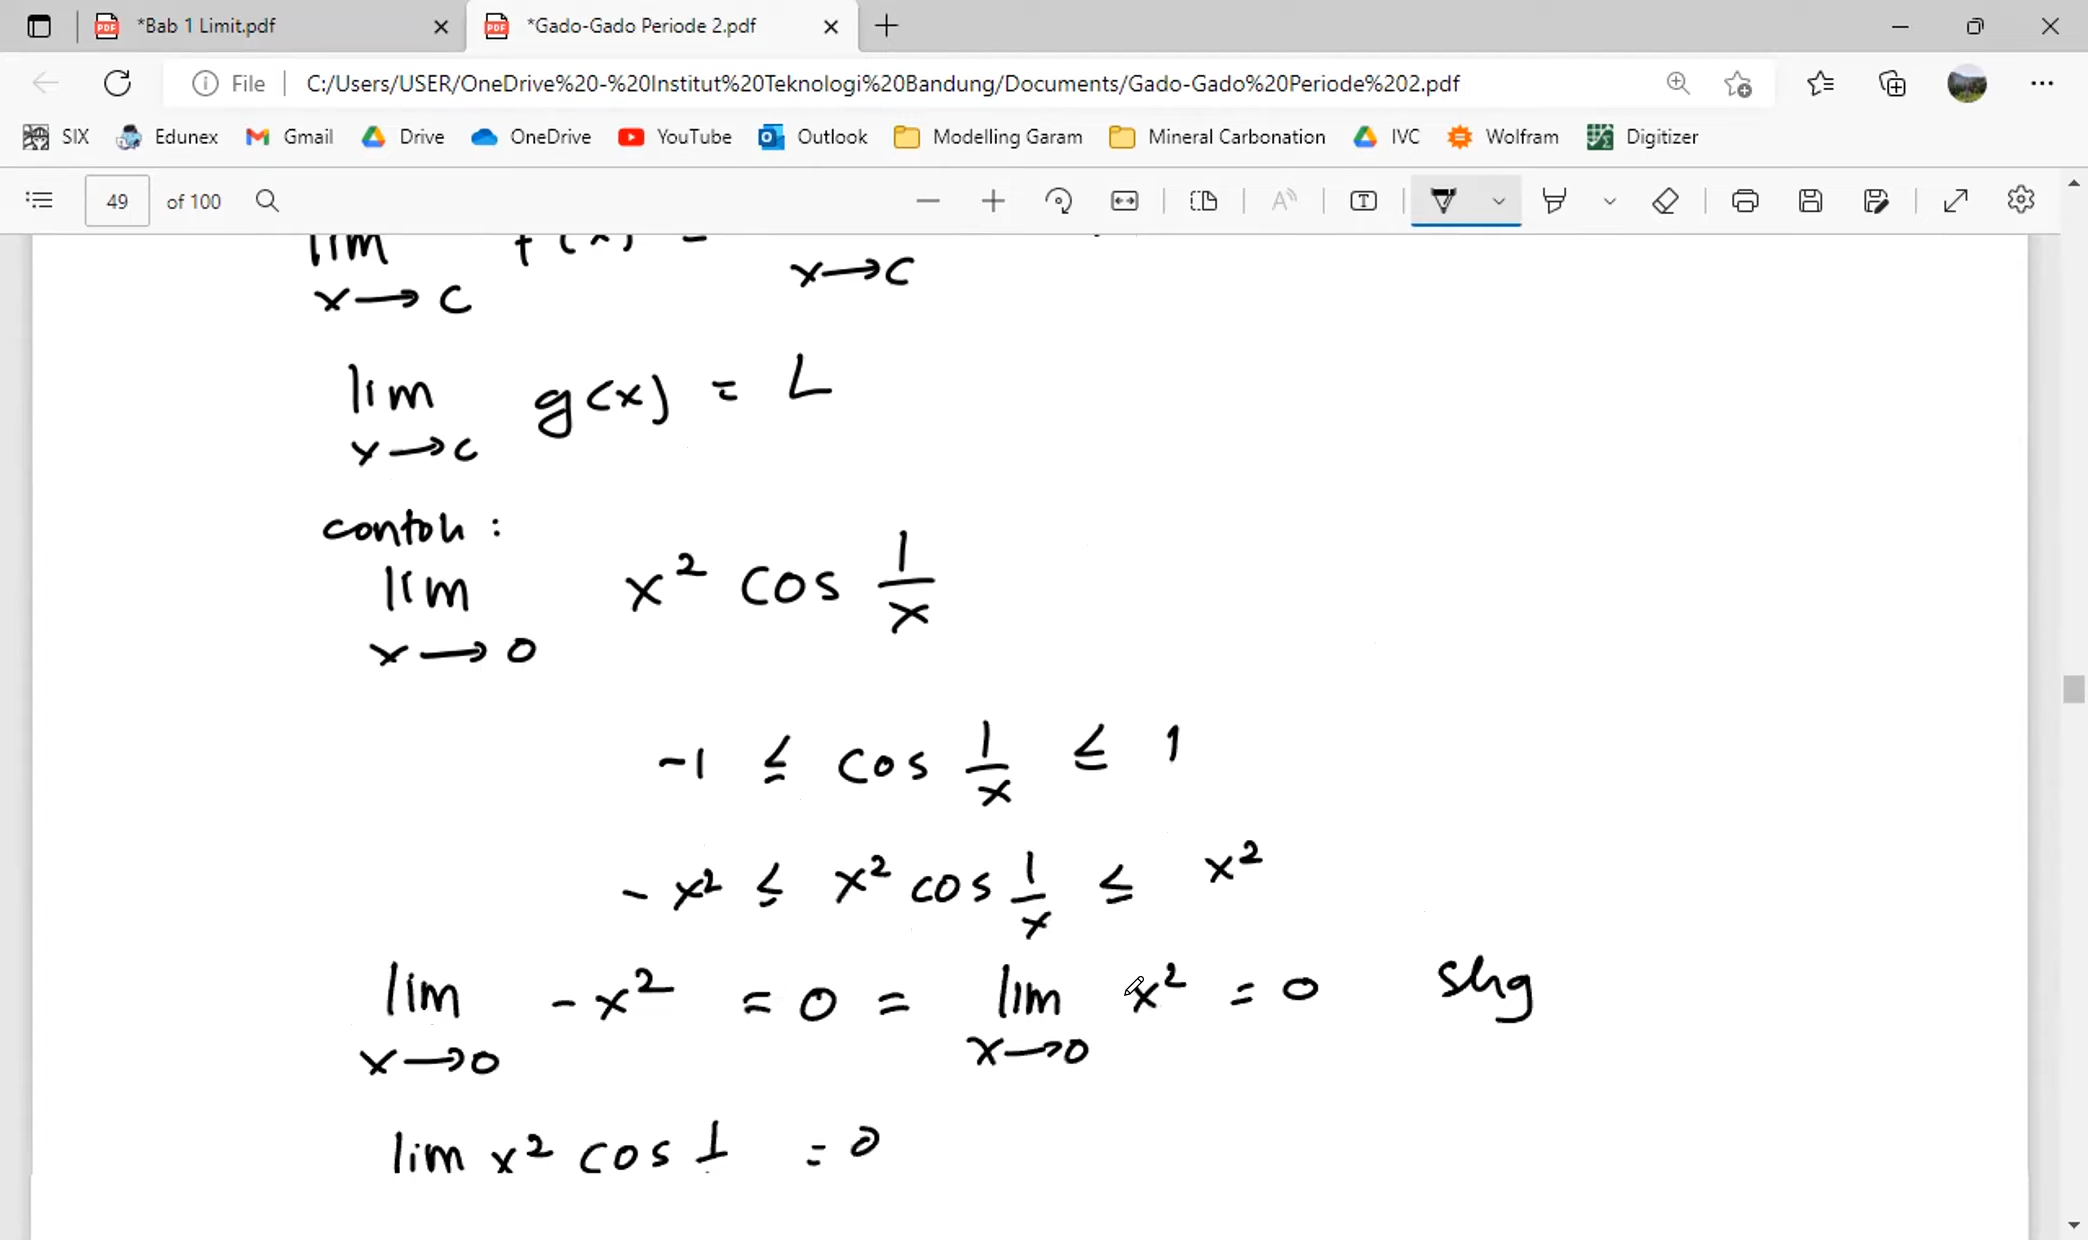 *Bab 1 Limit.pdf
*Gado-Gado Periode 2.pdf
File
C:/Users/USER/OneDrive%20-%20Institut%20Teknologi%20Bandung/Documents/Gado-Gado%20Periode%202.pdf
SIX Edunex Gmail Drive OneDrive YouTube Outlook Modelling Garam Mineral Carbonation IVC Wolfram Digitizer
49 of 100
lim f(x) =
x→c x→c
lim g(x) = L
x→c
contoh :
lim x² cos 1/x
x→0
-1 ≤ cos 1/x ≤ 1
-x² ≤ x² cos 1/x ≤ x²
lim -x² = 0 = lim x² = 0 shg
x→0 x→0
lim x² cos 1 = 0